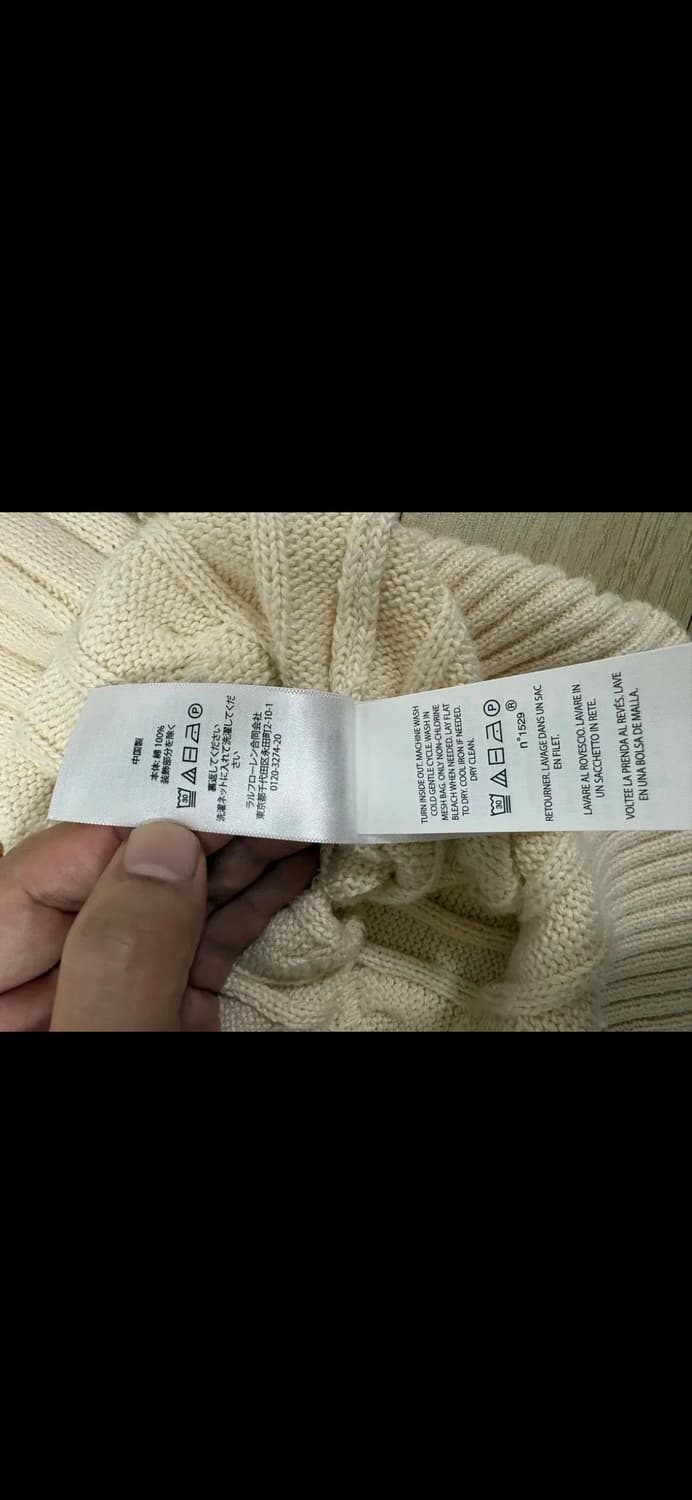 中国製
本体: 綿 100%
装飾部分を除く
30 P
裏返してください
洗濯ネットに入れて洗濯してくだ
さい
ラルフローレン合同会社
東京都千代田区永田町2-10-1
0120-3274-20
TURN INSIDE OUT. MACHINE WASH
COLD GENTLE CYCLE. WASH IN
MESH BAG. ONLY NON-CHLORINE
BLEACH WHEN NEEDED. LAY FLAT
TO DRY. COOL IRON IF NEEDED.
DRY CLEAN.
30 P
®
n°1529
RETOURNER. LAVAGE DANS UN SAC
EN FILET.
LAVARE AL ROVESCIO. LAVARE IN
UN SACCHETTO IN RETE.
VOLTEE LA PRENDA AL REVÉS. LAVE
EN UNA BOLSA DE MALLA.